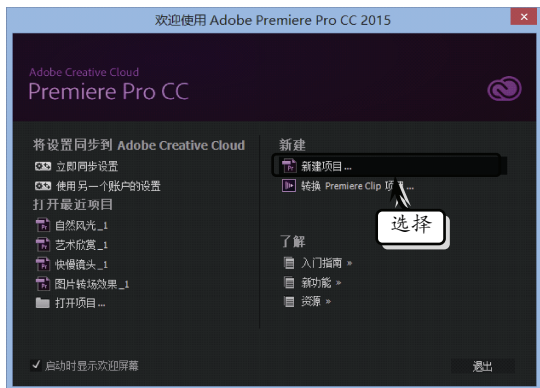 欢迎使用 Adobe Premiere Pro CC 2015
Adobe Creative Cloud
Premiere Pro CC
将设置同步到 Adobe Creative Cloud
立即同步设置
使用另一个账户的设置
打开最近项目
自然风光_1
艺术欣赏_1
快慢镜头_1
图片转场效果_1
打开项目...
新建
新建项目...
转换 Premiere Clip 项目...
选择
了解
入门指南 »
新功能 »
资源 »
启动时显示欢迎屏幕
退出